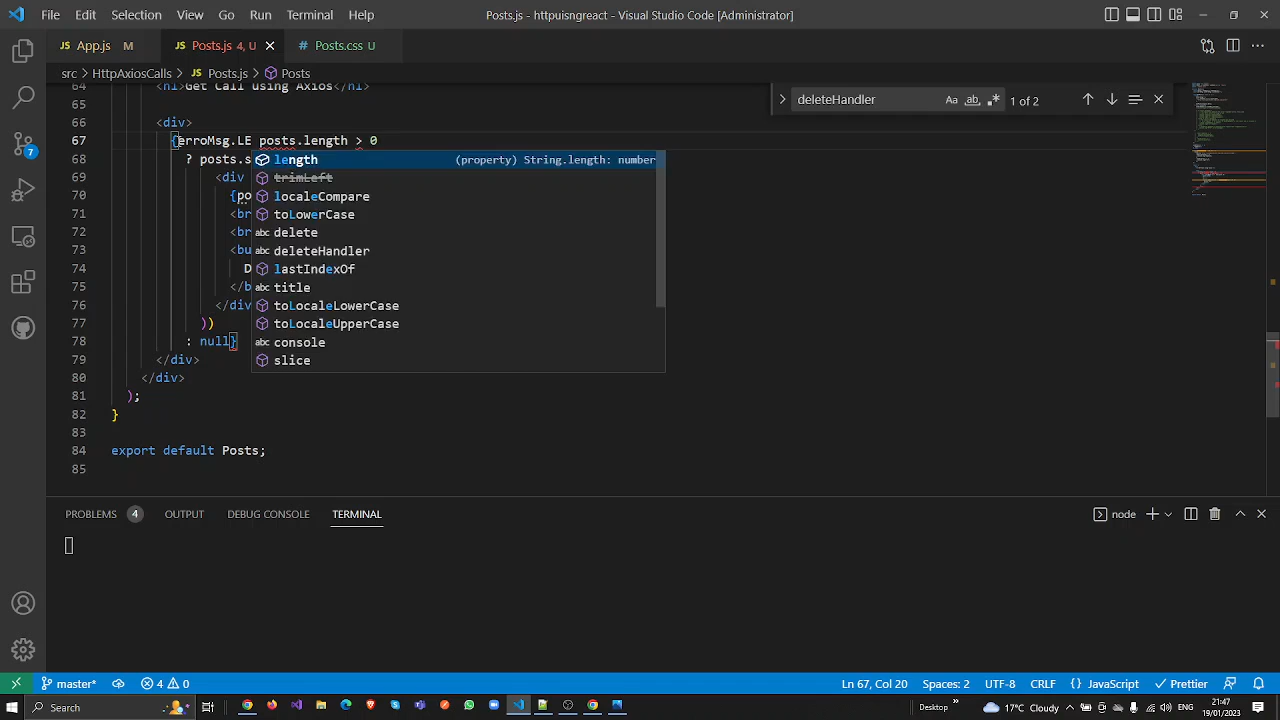 File Edit Selection View Go Run Terminal Help Posts.js - httpuisngreact - Visual Studio Code [Administrator]
JS App.js M JS Posts.js 4, U # Posts.css U
src > HttpAxiosCalls > JS Posts.js > Posts
deleteHandler ab 1 of 2
64 <h1>Get Call using Axios</h1>
65
66 <div>
67 {erroMsg.LE posts.length > 0
68 ? posts.s
69 <div
70 {po
71 <br
72 <br
73 <bu
74 D
75 </b
76 </div
77 ))
78 : null}
79 </div>
80 </div>
81 );
82 }
83
84 export default Posts;
85
length (property) String.length: number
trimLeft
localeCompare
toLowerCase
abc delete
abc deleteHandler
lastIndexOf
abc title
toLocaleLowerCase
toLocaleUpperCase
abc console
slice
7
PROBLEMS 4 OUTPUT DEBUG CONSOLE TERMINAL node
master* 4 0 Ln 67, Col 20 Spaces: 2 UTF-8 CRLF {} JavaScript Prettier
Search Desktop 17°C Cloudy ENG 21:47
19/01/2023